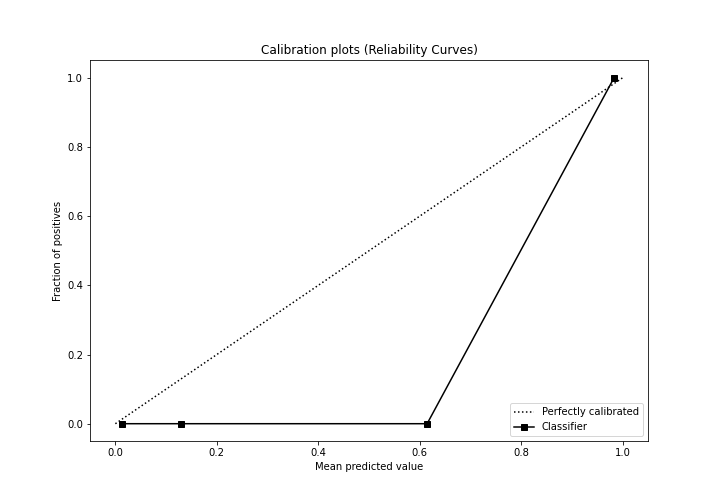 Calibration plots (Reliability Curves)
Fraction of positives
1.0
0.8
0.6
0.4
0.2
0.0
Perfectly calibrated
Classifier
0.0 0.2 0.4 0.6 0.8 1.0
Mean predicted value